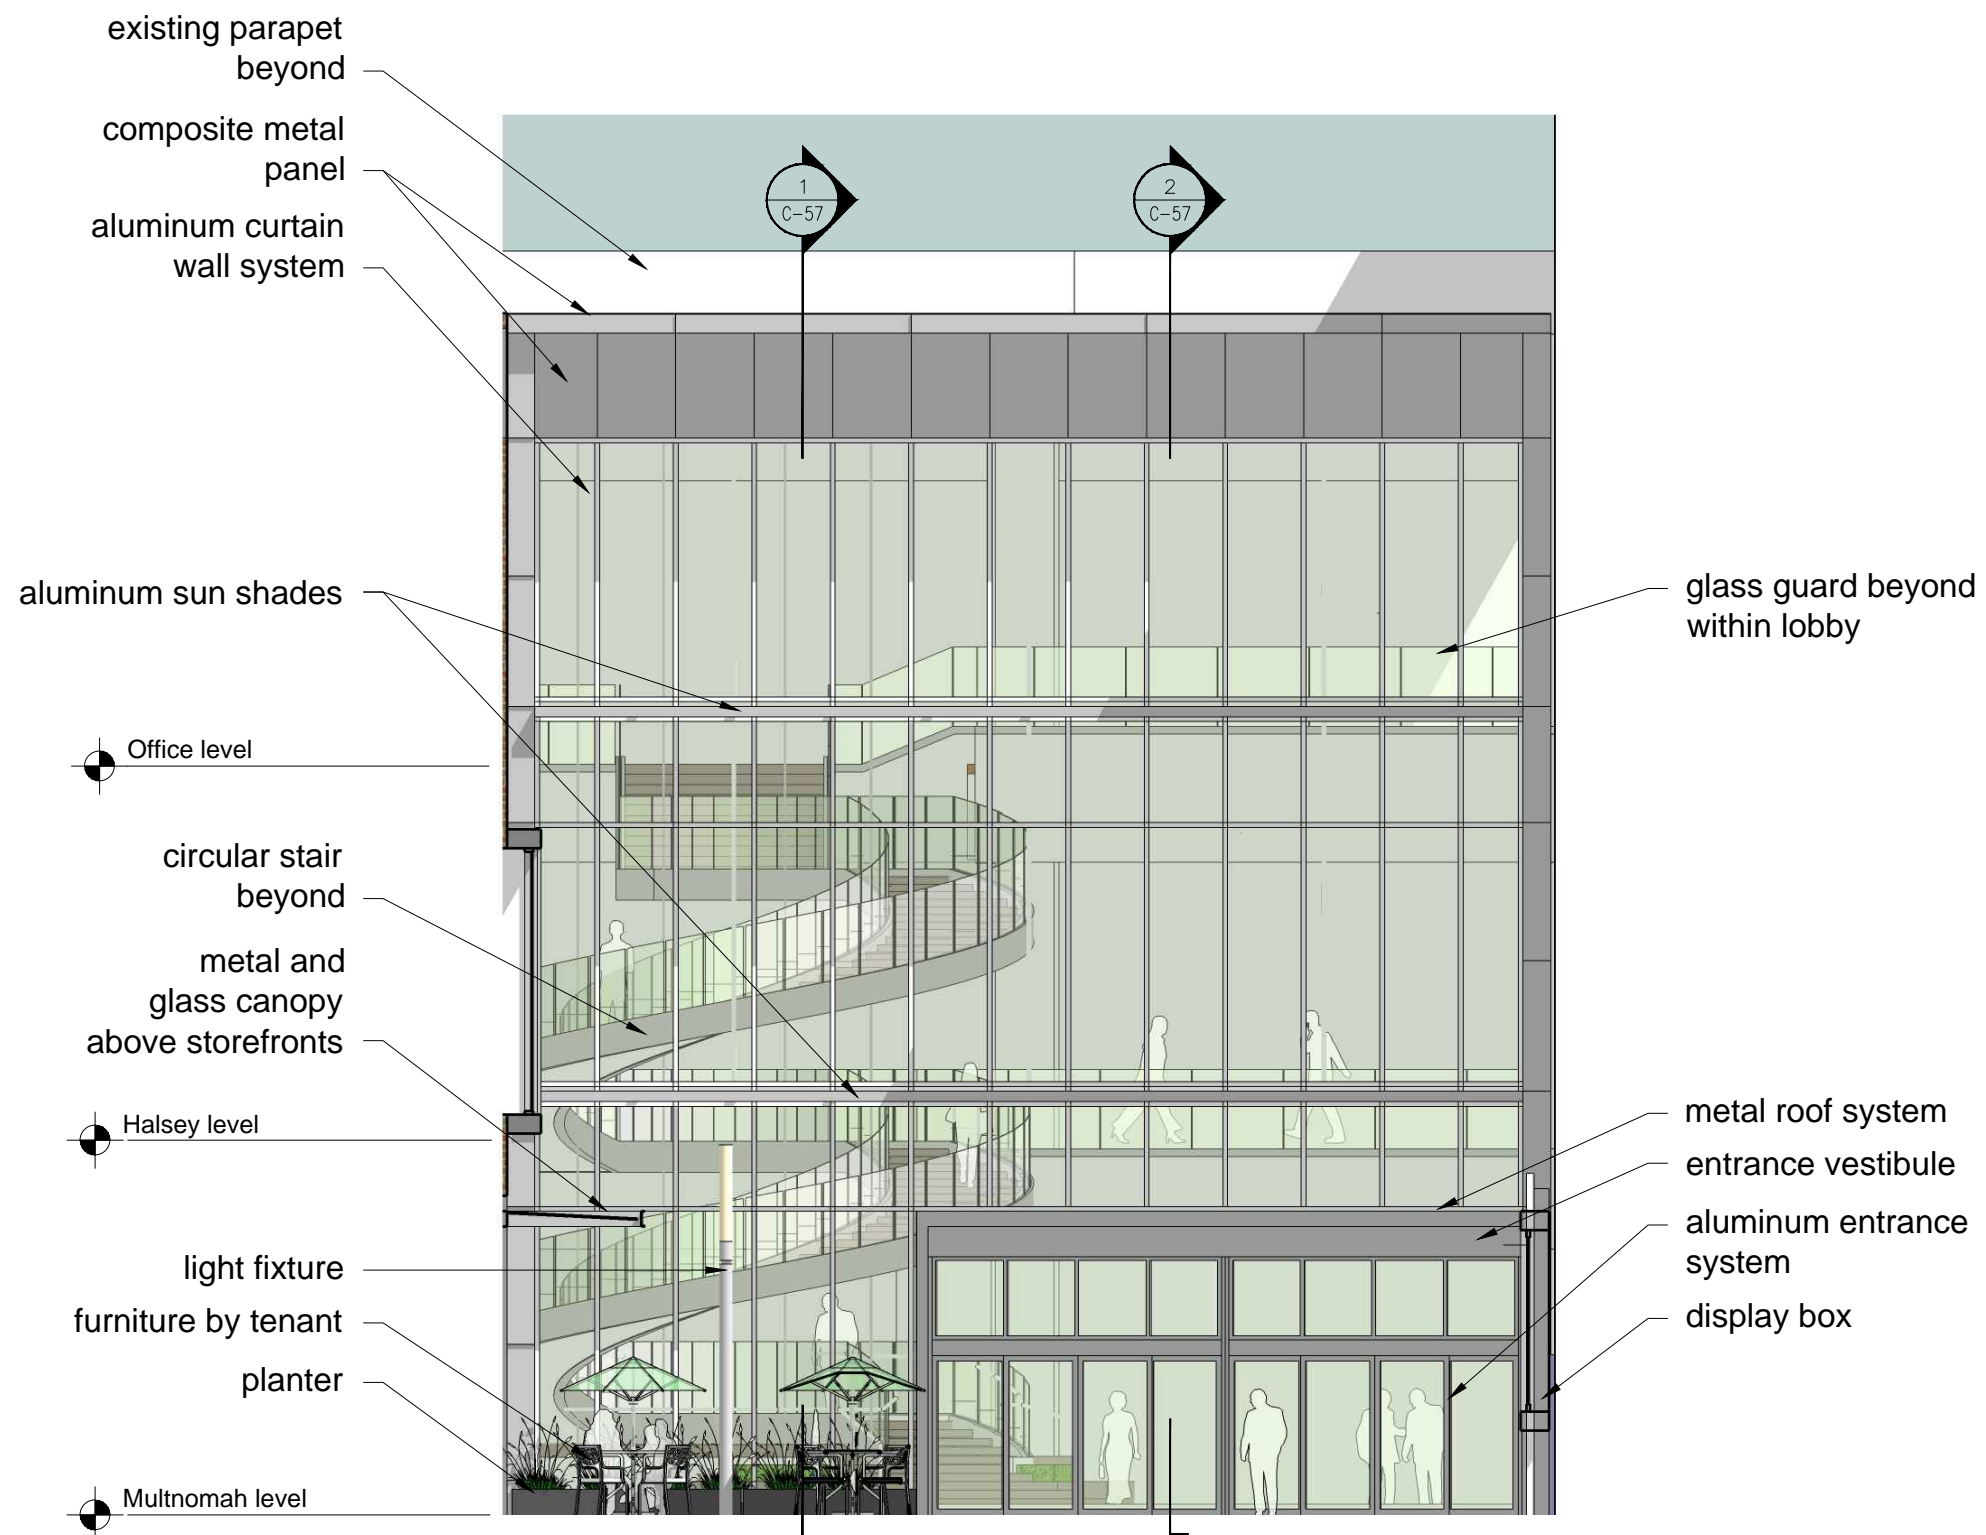 existing parapet
beyond
composite metal
panel
aluminum curtain
wall system
1
C-57
2
C-57
aluminum sun shades
glass guard beyond
within lobby
Office level
circular stair
beyond
metal and
glass canopy
above storefronts
Halsey level
metal roof system
entrance vestibule
aluminum entrance
system
display box
light fixture
furniture by tenant
planter
Multnomah level